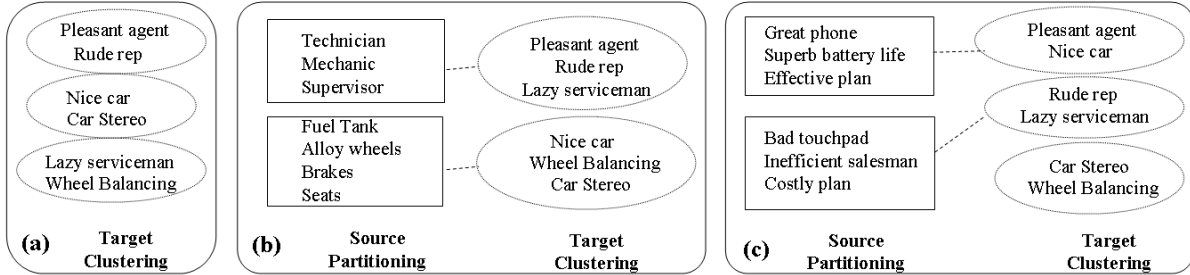 Pleasant agent
Rude rep
Nice car
Car Stereo
Lazy serviceman
Wheel Balancing
(a)
Target
Clustering
Technician
Mechanic
Supervisor
Fuel Tank
Alloy wheels
Brakes
Seats
Pleasant agent
Rude rep
Lazy serviceman
Nice car
Wheel Balancing
Car Stereo
(b)
Source
Partitioning
Target
Clustering
Great phone
Superb battery life
Effective plan
Bad touchpad
Inefficient salesman
Costly plan
Pleasant agent
Nice car
Rude rep
Lazy serviceman
Car Stereo
Wheel Balancing
(c)
Source
Partitioning
Target
Clustering